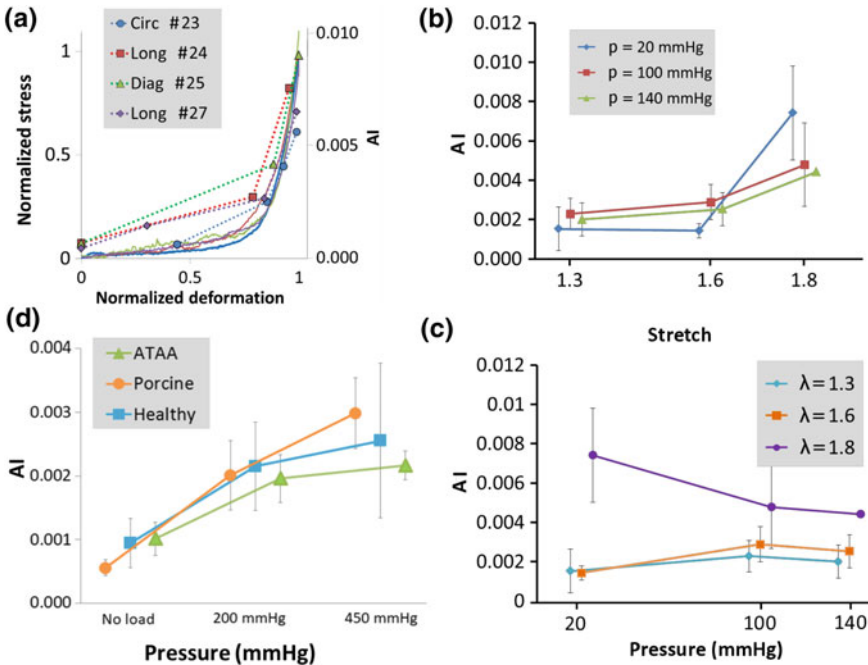 (a)
Circ #23
Long #24
Diag #25
Long #27
Normalized stress
1
0.5
0
0
0.5
1
Normalized deformation
0.010
0.005
0.000
AI
(b)
p = 20 mmHg
p = 100 mmHg
p = 140 mmHg
AI
0.012
0.010
0.008
0.006
0.004
0.002
0.000
1.3
1.6
1.8
Stretch
(d)
ATAA
Porcine
Healthy
AI
0.004
0.003
0.002
0.001
0.000
No load
200 mmHg
450 mmHg
Pressure (mmHg)
(c)
λ=1.3
λ=1.6
λ=1.8
AI
0.012
0.01
0.008
0.006
0.004
0.002
0
20
100
140
Pressure (mmHg)